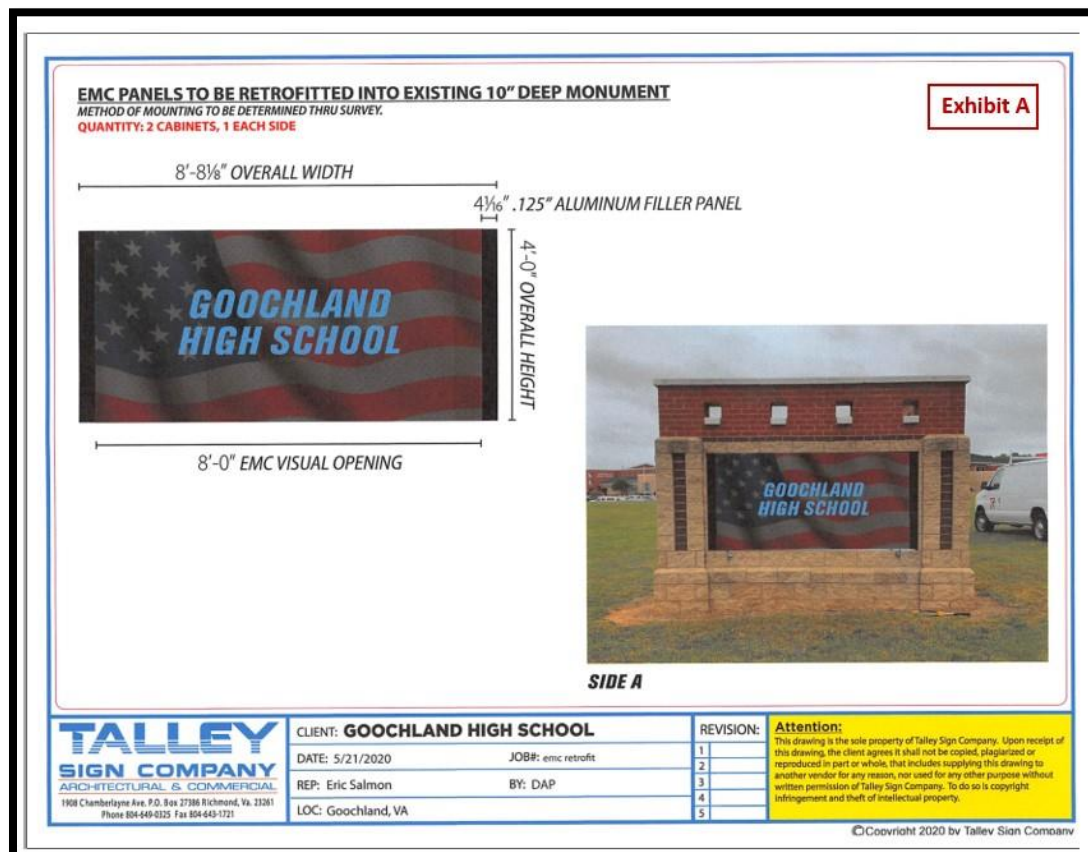 EMC PANELS TO BE RETROFITTED INTO EXISTING 10" DEEP MONUMENT
METHOD OF MOUNTING TO BE DETERMINED THRU SURVEY.
QUANTITY: 2 CABINETS, 1 EACH SIDE
Exhibit A
8'-8⅛" OVERALL WIDTH
4 1/16" .125" ALUMINUM FILLER PANEL
GOOCHLAND
HIGH SCHOOL
4'-0" OVERALL HEIGHT
8'-0" EMC VISUAL OPENING
GOOCHLAND
HIGH SCHOOL
SIDE A
TALLEY
SIGN COMPANY
ARCHITECTURAL & COMMERCIAL
1908 Chamberlayne Ave. P.O. Box 27386 Richmond, Va. 23261
Phone 804-649-0325 Fax 804-643-1721
CLIENT: GOOCHLAND HIGH SCHOOL
DATE: 5/21/2020 JOB#: emc retrofit
REP: Eric Salmon BY: DAP
LOC: Goochland, VA
REVISION:
1
2
3
4
5
Attention:
This drawing is the sole property of Talley Sign Company. Upon receipt of
this drawing, the client agrees it shall not be copied, plagiarized or
reproduced in part or whole, that includes supplying this drawing to
another vendor for any reason, nor used for any other purpose without
written permission of Talley Sign Company. To do so is copyright
infringement and theft of intellectual property.
©Copyright 2020 by Talley Sign Company